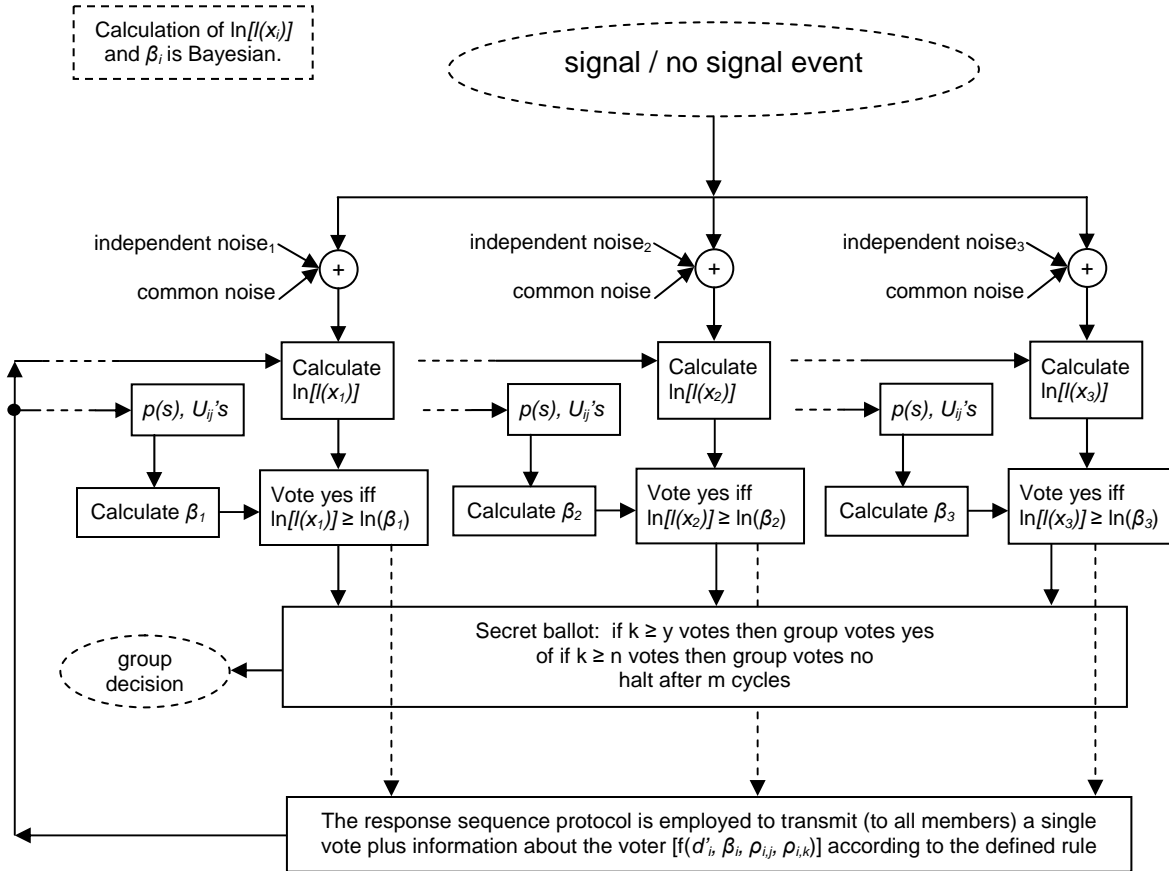 Calculation of ln[l(xᵢ)]
and βᵢ is Bayesian.
signal / no signal event
independent noise₁
common noise
+
independent noise₂
common noise
+
independent noise₃
common noise
+
Calculate
ln[l(x₁)]
Calculate
ln[l(x₂)]
Calculate
ln[l(x₃)]
p(s), Uᵢⱼ's
p(s), Uᵢⱼ's
p(s), Uᵢⱼ's
Calculate β₁
Vote yes iff
ln[l(x₁)] ≥ ln(β₁)
Calculate β₂
Vote yes iff
ln[l(x₂)] ≥ ln(β₂)
Calculate β₃
Vote yes iff
ln[l(x₃)] ≥ ln(β₃)
Secret ballot: if k ≥ y votes then group votes yes
of if k ≥ n votes then group votes no
halt after m cycles
group
decision
The response sequence protocol is employed to transmit (to all members) a single
vote plus information about the voter [f(d'ᵢ, βᵢ, ρᵢ,ⱼ, ρᵢ,ₖ)] according to the defined rule